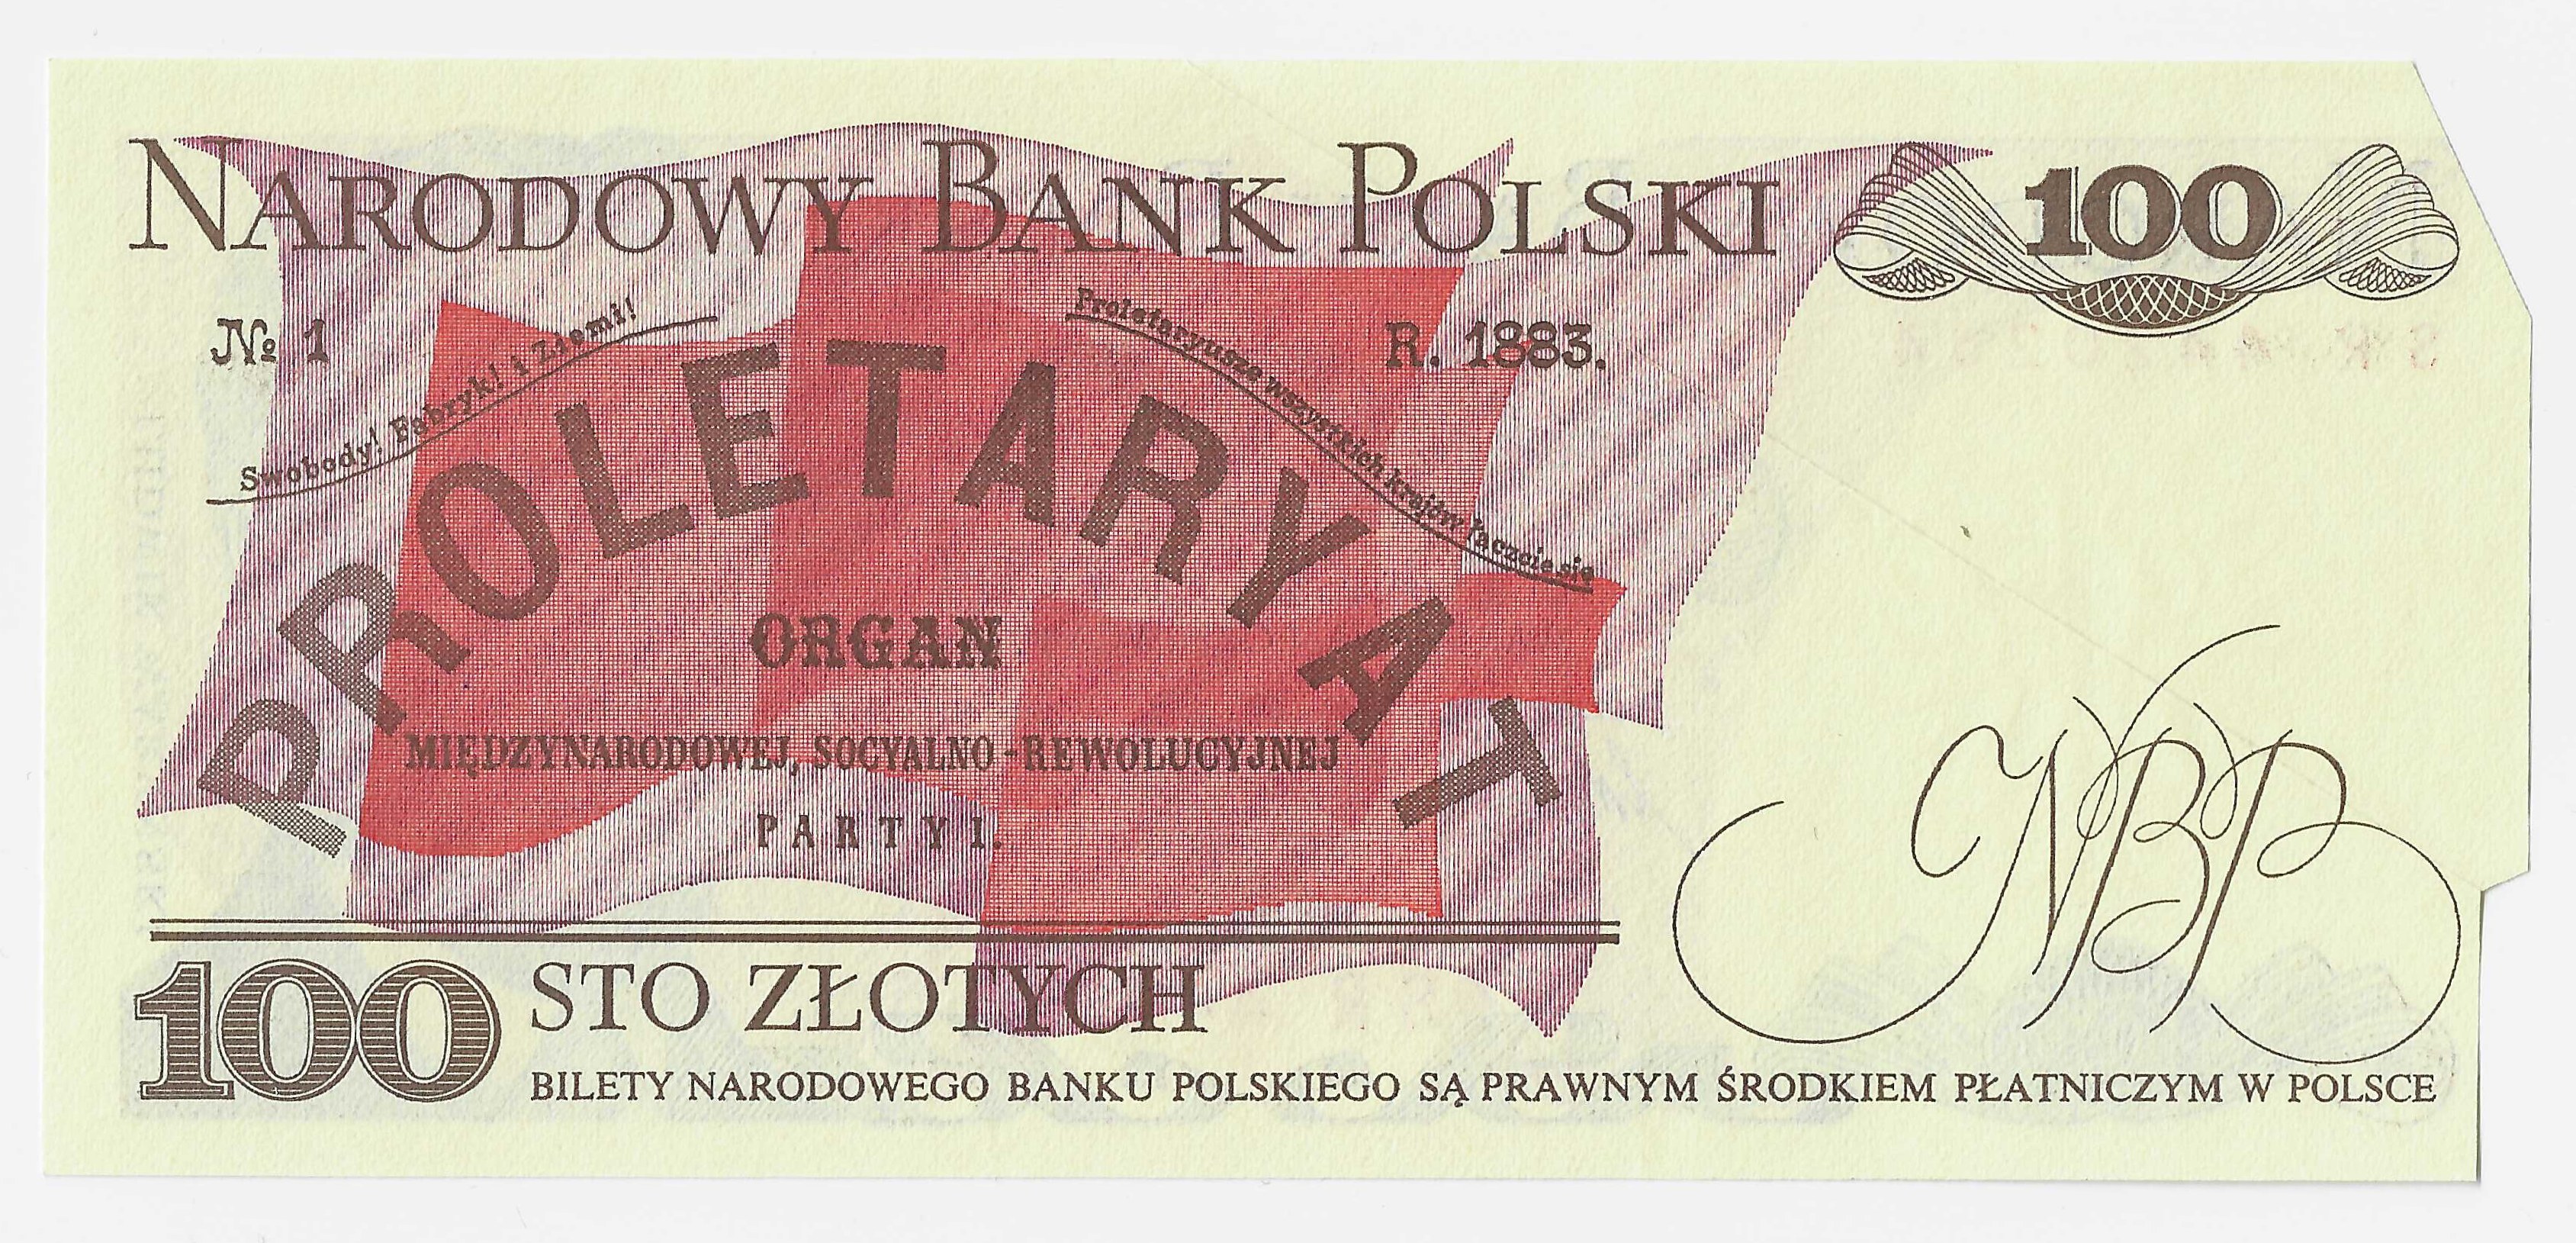 NARODOWY BANK POLSKI
100
№ 1
R. 1883.
Swobody! Fabryk! i Ziemi!
Proletaryusze wszystkich krajów łączcie się
PROLETARYAT
ORGAN
MIĘDZYNARODOWEJ, SOCYALNO-REWOLUCYJNEJ
PARTYI.
NBP
100 STO ZŁOTYCH
BILETY NARODOWEGO BANKU POLSKIEGO SĄ PRAWNYM ŚRODKIEM PŁATNICZYM W POLSCE